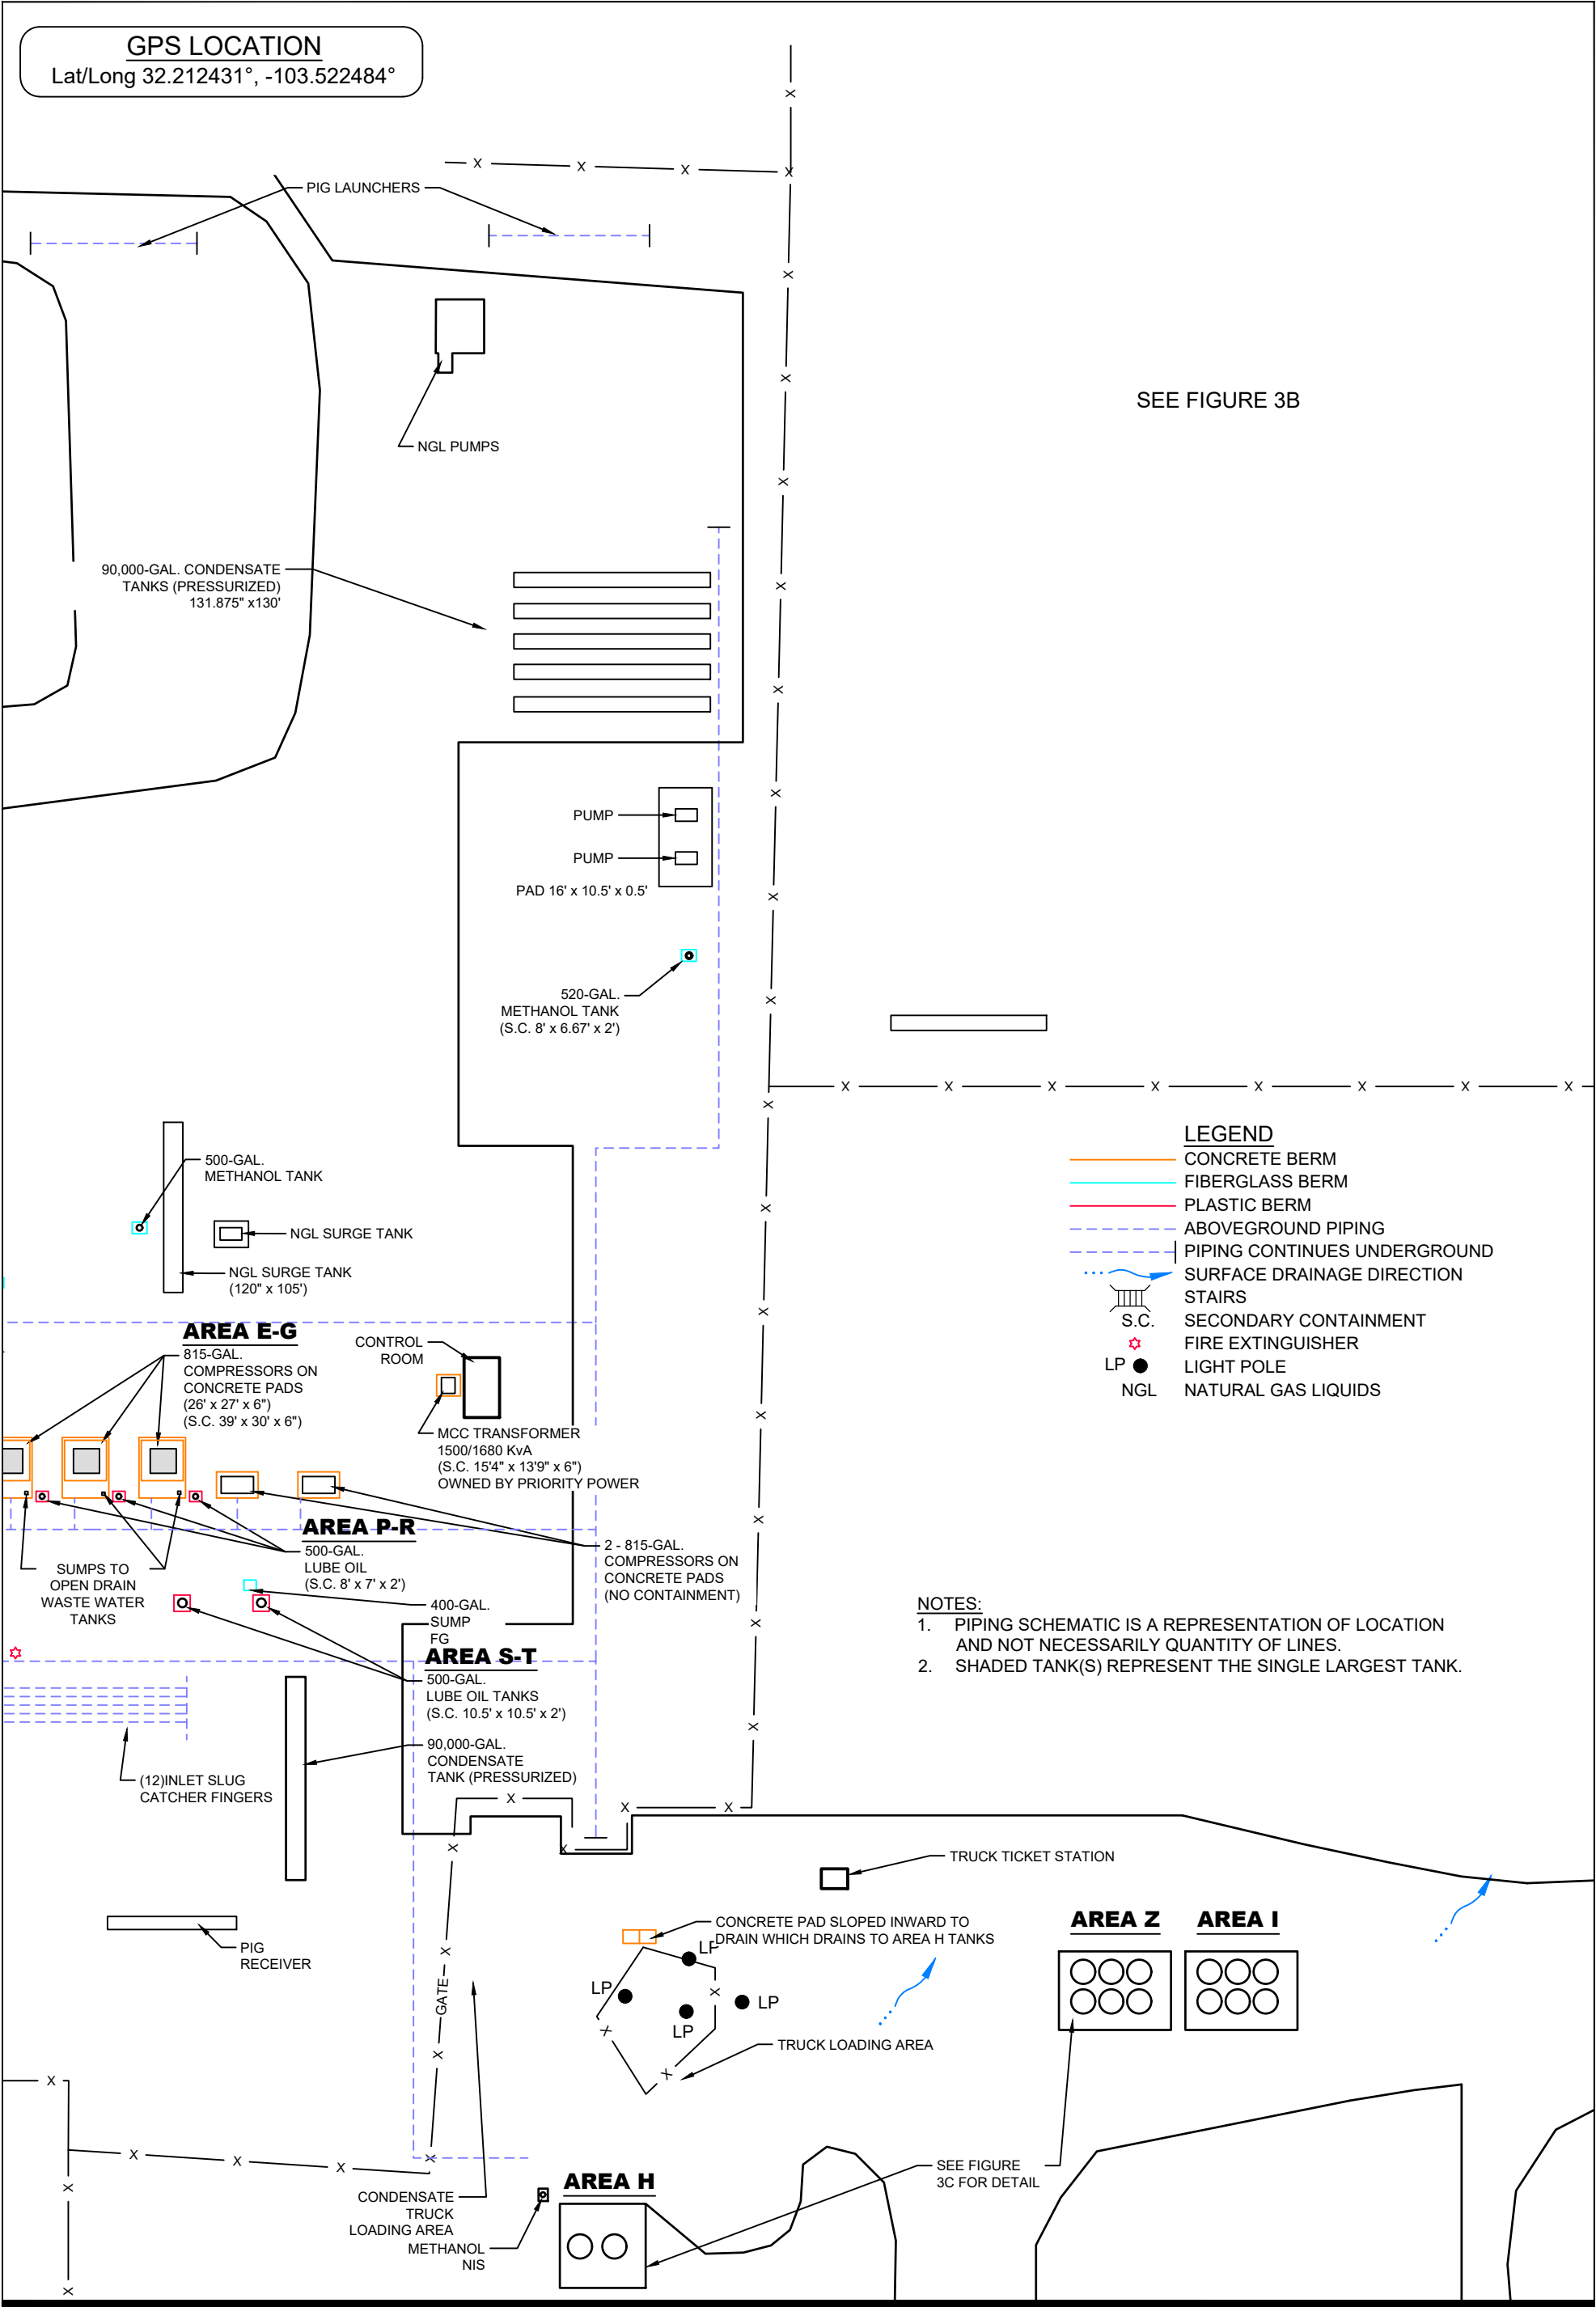 GPS LOCATION
Lat/Long 32.212431°, -103.522484°
PIG LAUNCHERS
NGL PUMPS
SEE FIGURE 3B
90,000-GAL. CONDENSATE
TANKS (PRESSURIZED)
131.875" x130'
PUMP
PUMP
PAD 16' x 10.5' x 0.5'
520-GAL.
METHANOL TANK
(S.C. 8' x 6.67' x 2')
500-GAL.
METHANOL TANK
NGL SURGE TANK
NGL SURGE TANK
(120" x 105')
LEGEND
CONCRETE BERM
FIBERGLASS BERM
PLASTIC BERM
ABOVEGROUND PIPING
PIPING CONTINUES UNDERGROUND
SURFACE DRAINAGE DIRECTION
STAIRS
S.C. SECONDARY CONTAINMENT
FIRE EXTINGUISHER
LP LIGHT POLE
NGL NATURAL GAS LIQUIDS
AREA E-G
815-GAL.
COMPRESSORS ON
CONCRETE PADS
(26' x 27' x 6")
(S.C. 39' x 30' x 6")
CONTROL
ROOM
MCC TRANSFORMER
1500/1680 KvA
(S.C. 15'4" x 13'9" x 6")
OWNED BY PRIORITY POWER
AREA P-R
500-GAL.
LUBE OIL
(S.C. 8' x 7' x 2')
2 - 815-GAL.
COMPRESSORS ON
CONCRETE PADS
(NO CONTAINMENT)
SUMPS TO
OPEN DRAIN
WASTE WATER
TANKS
400-GAL.
SUMP
FG
AREA S-T
500-GAL.
LUBE OIL TANKS
(S.C. 10.5' x 10.5' x 2')
NOTES:
1. PIPING SCHEMATIC IS A REPRESENTATION OF LOCATION
AND NOT NECESSARILY QUANTITY OF LINES.
2. SHADED TANK(S) REPRESENT THE SINGLE LARGEST TANK.
90,000-GAL.
CONDENSATE
TANK (PRESSURIZED)
(12)INLET SLUG
CATCHER FINGERS
TRUCK TICKET STATION
PIG
RECEIVER
CONCRETE PAD SLOPED INWARD TO
DRAIN WHICH DRAINS TO AREA H TANKS
AREA Z
AREA I
LP
LP
LP
LP
GATE
TRUCK LOADING AREA
SEE FIGURE
3C FOR DETAIL
AREA H
CONDENSATE
TRUCK
LOADING AREA
METHANOL
NIS